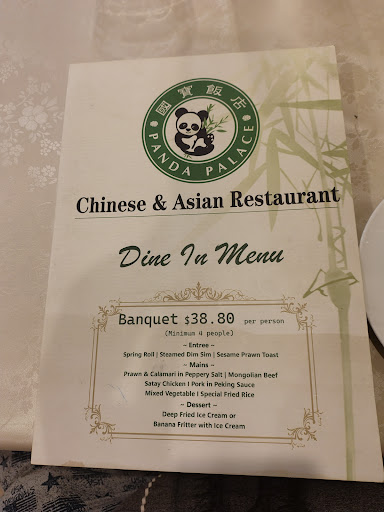 國寶飯店
PANDA PALACE
Chinese & Asian Restaurant
Dine In Menu
Banquet $38.80 per person
(Minimum 4 people)
~ Entree ~
Spring Roll | Steamed Dim Sim | Sesame Prawn Toast
~ Mains ~
Prawn & Calamari in Peppery Salt | Mongolian Beef
Satay Chicken I Pork in Peking Sauce
Mixed Vegetable I Special Fried Rice
~ Dessert ~
Deep Fried Ice Cream or
Banana Fritter with Ice Cream